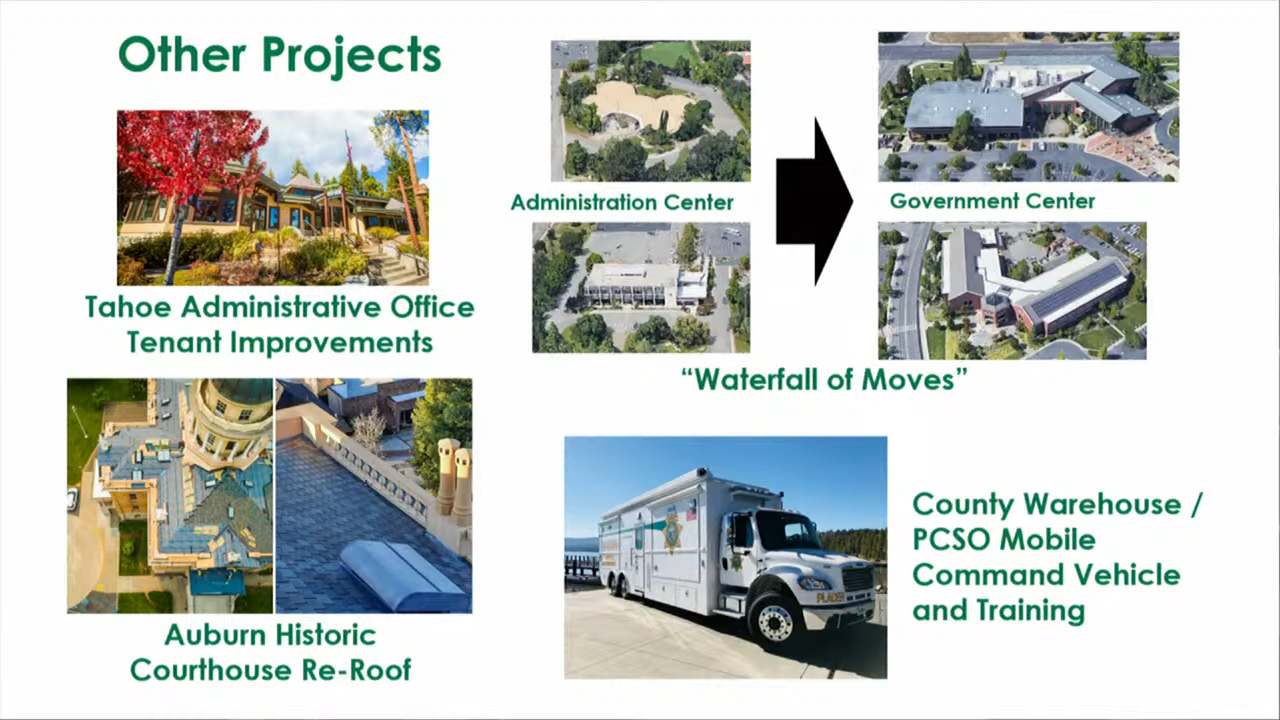 Other Projects
Tahoe Administrative Office
Tenant Improvements
Auburn Historic
Courthouse Re-Roof
Administration Center
Government Center
“Waterfall of Moves”
PLACER
County Warehouse /
PCSO Mobile
Command Vehicle
and Training